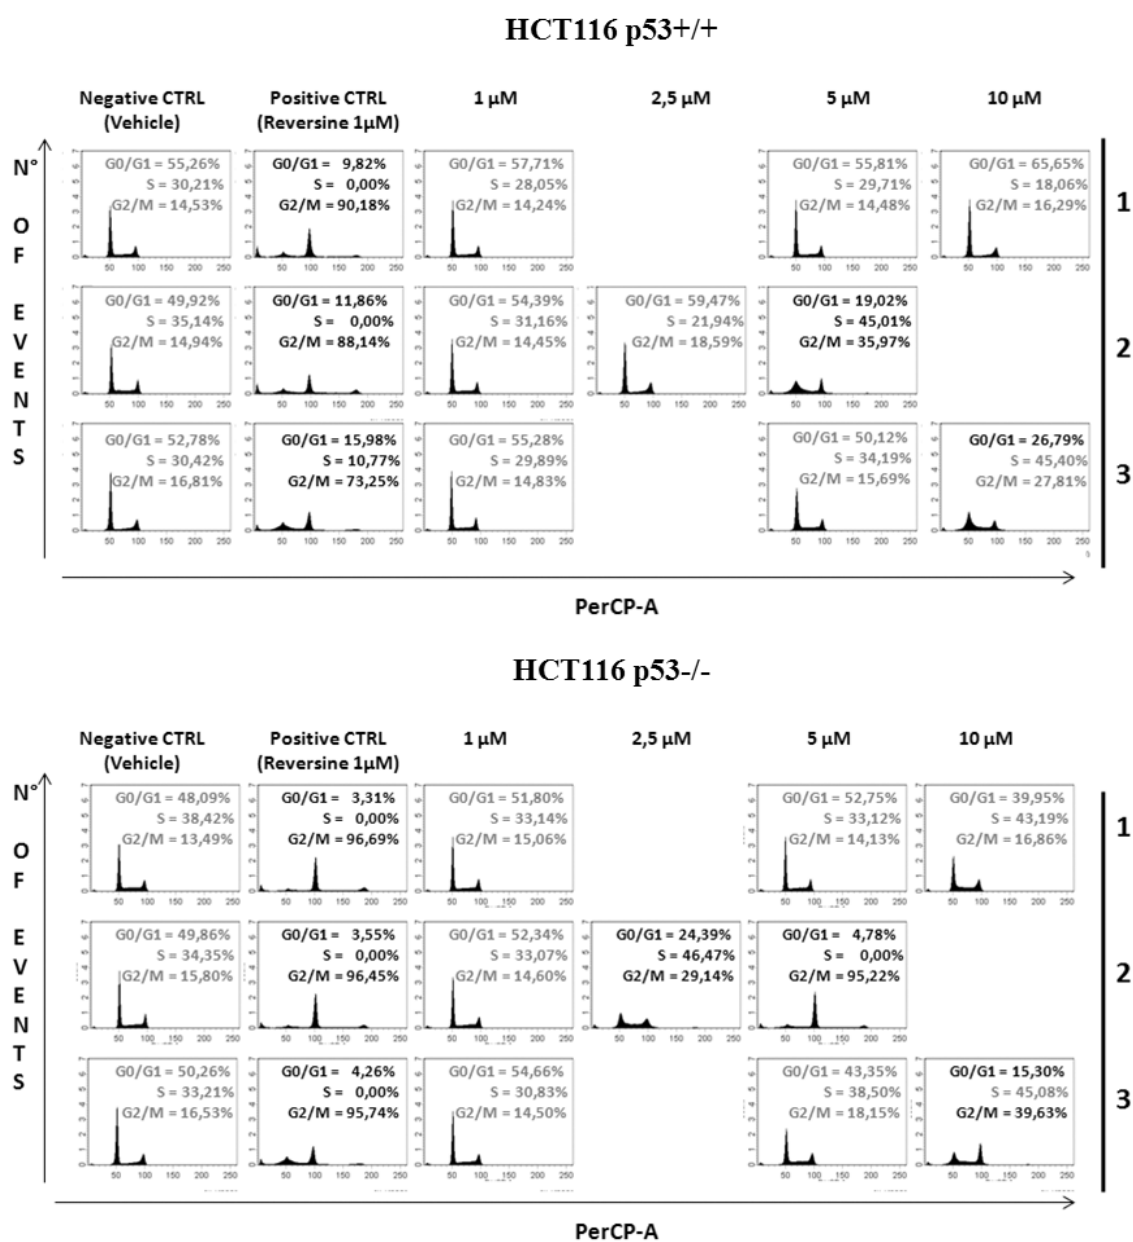 HCT116 p53+/+
Negative CTRL
(Vehicle)
Positive CTRL
(Reversine 1µM)
1 µM
2,5 µM
5 µM
10 µM
N° OF EVENTS
G0/G1 = 55,26%
S = 30,21%
G2/M = 14,53%
G0/G1 = 9,82%
S = 0,00%
G2/M = 90,18%
G0/G1 = 57,71%
S = 28,05%
G2/M = 14,24%
G0/G1 = 55,81%
S = 29,71%
G2/M = 14,48%
G0/G1 = 65,65%
S = 18,06%
G2/M = 16,29%
1
G0/G1 = 49,92%
S = 35,14%
G2/M = 14,94%
G0/G1 = 11,86%
S = 0,00%
G2/M = 88,14%
G0/G1 = 54,39%
S = 31,16%
G2/M = 14,45%
G0/G1 = 59,47%
S = 21,94%
G2/M = 18,59%
G0/G1 = 19,02%
S = 45,01%
G2/M = 35,97%
2
G0/G1 = 52,78%
S = 30,42%
G2/M = 16,81%
G0/G1 = 15,98%
S = 10,77%
G2/M = 73,25%
G0/G1 = 55,28%
S = 29,89%
G2/M = 14,83%
G0/G1 = 50,12%
S = 34,19%
G2/M = 15,69%
G0/G1 = 26,79%
S = 45,40%
G2/M = 27,81%
3
50 100 150 200 250
PerCP-A
HCT116 p53-/-
Negative CTRL
(Vehicle)
Positive CTRL
(Reversine 1µM)
1 µM
2,5 µM
5 µM
10 µM
N° OF EVENTS
G0/G1 = 48,09%
S = 38,42%
G2/M = 13,49%
G0/G1 = 3,31%
S = 0,00%
G2/M = 96,69%
G0/G1 = 51,80%
S = 33,14%
G2/M = 15,06%
G0/G1 = 52,75%
S = 33,12%
G2/M = 14,13%
G0/G1 = 39,95%
S = 43,19%
G2/M = 16,86%
1
G0/G1 = 49,86%
S = 34,35%
G2/M = 15,80%
G0/G1 = 3,55%
S = 0,00%
G2/M = 96,45%
G0/G1 = 52,34%
S = 33,07%
G2/M = 14,60%
G0/G1 = 24,39%
S = 46,47%
G2/M = 29,14%
G0/G1 = 4,78%
S = 0,00%
G2/M = 95,22%
2
G0/G1 = 50,26%
S = 33,21%
G2/M = 16,53%
G0/G1 = 4,26%
S = 0,00%
G2/M = 95,74%
G0/G1 = 54,66%
S = 30,83%
G2/M = 14,50%
G0/G1 = 43,35%
S = 38,50%
G2/M = 18,15%
G0/G1 = 15,30%
S = 45,08%
G2/M = 39,63%
3
50 100 150 200 250
PerCP-A